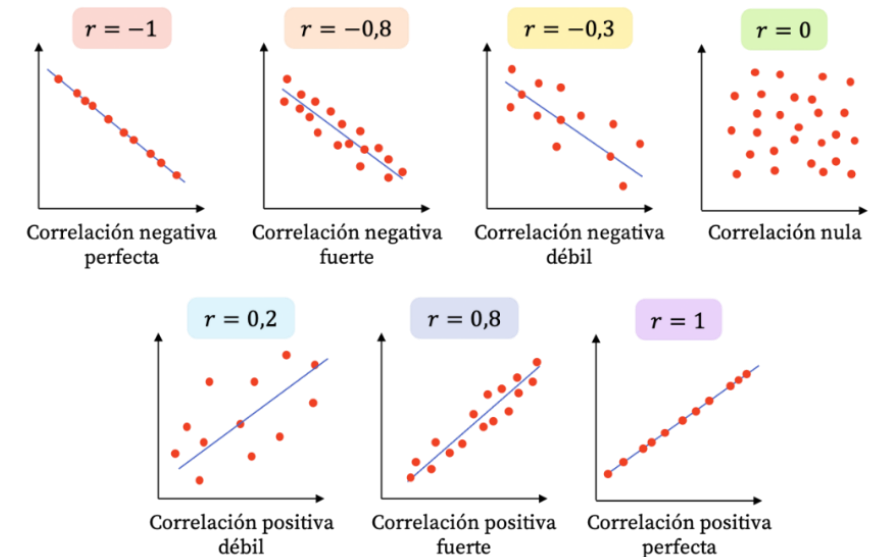 r = −1
r = −0,8
r = −0,3
r = 0
Correlación negativa
perfecta
Correlación negativa
fuerte
Correlación negativa
débil
Correlación nula
r = 0,2
r = 0,8
r = 1
Correlación positiva
débil
Correlación positiva
fuerte
Correlación positiva
perfecta